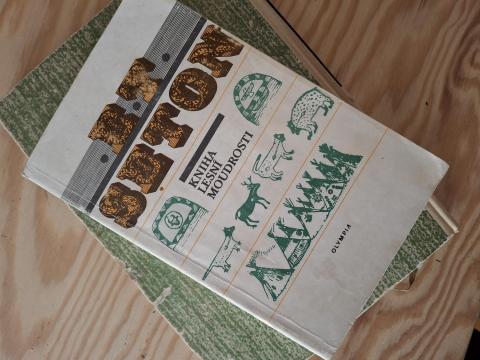 SETON
KNIHA
LESNÍ
MOUDROSTI
OLYMPIA